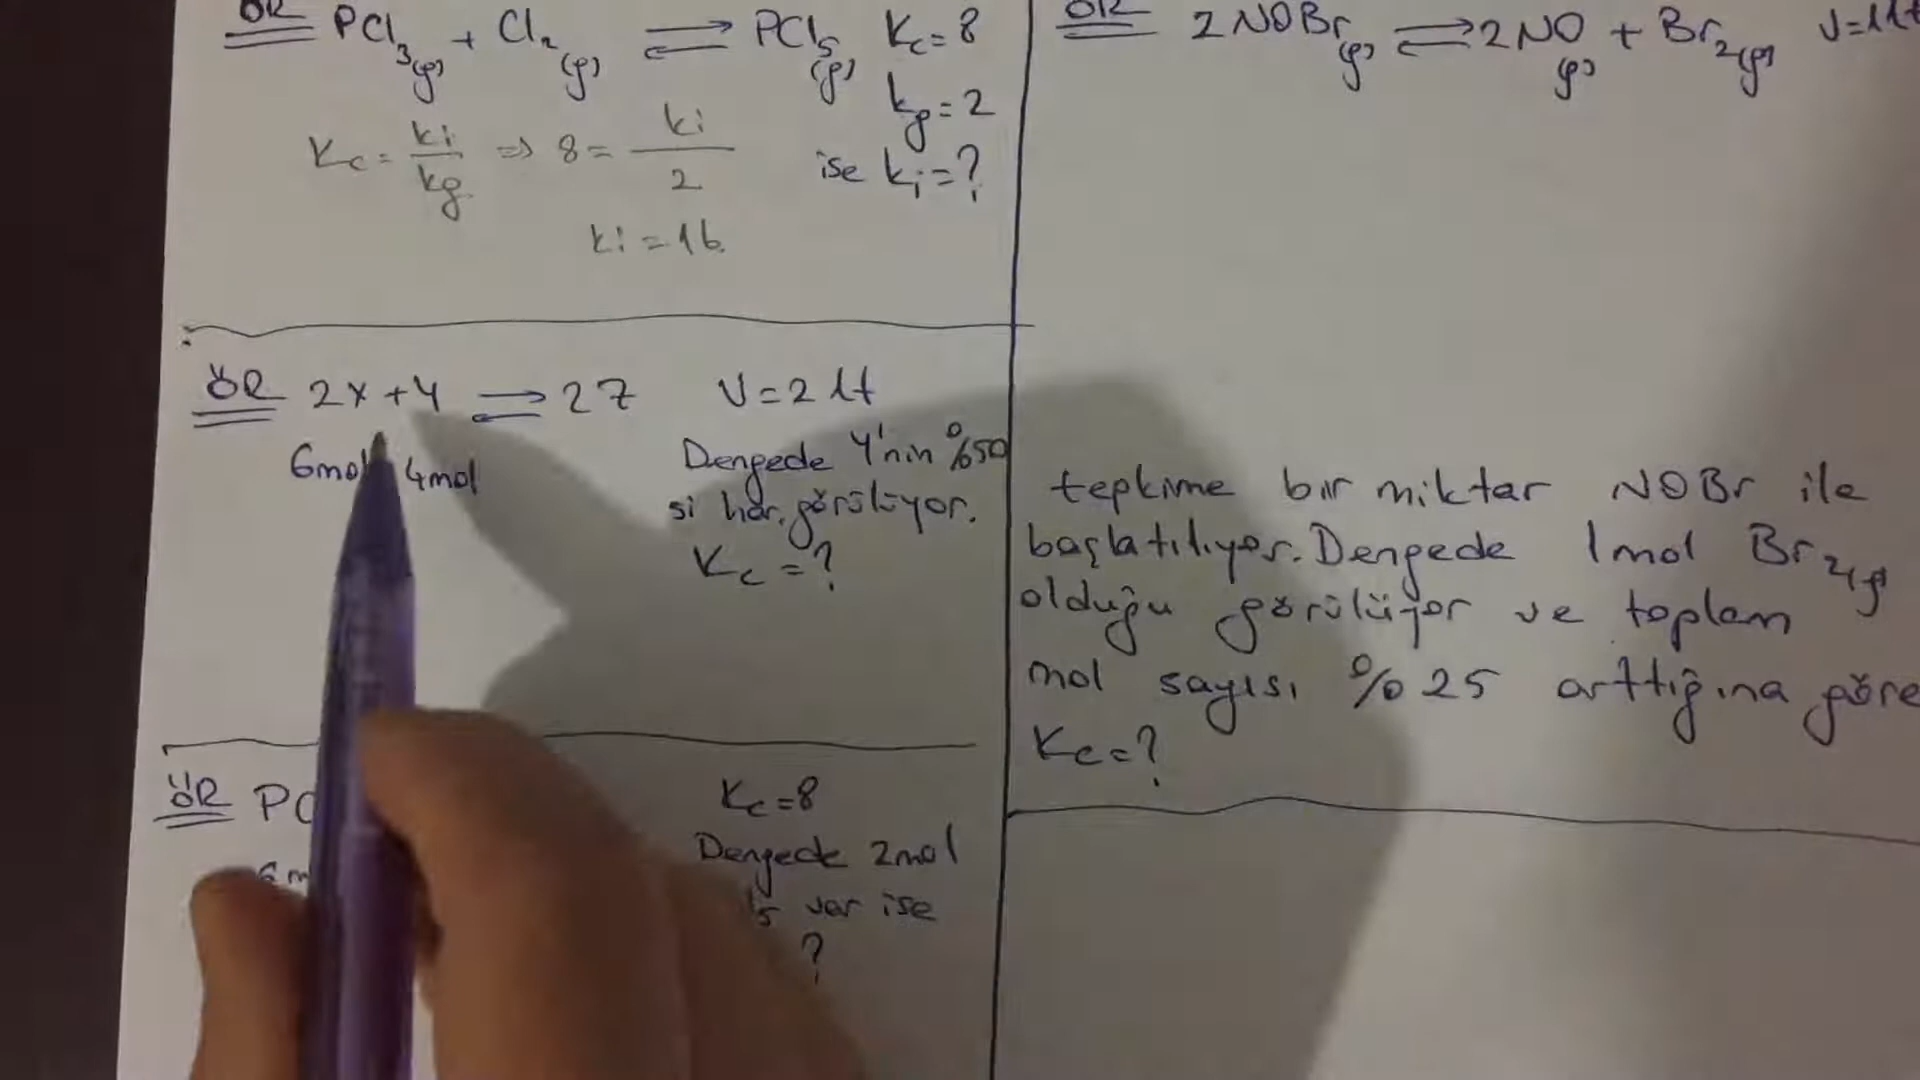 ÖR PCl3(g) + Cl2(g) ⇌ PCl5(g) Kc = 8
kg = 2
Kc = ki/kg => 8 = ki/2 ise ki = ?
ki = 16
ÖR 2X + Y ⇌ 2Z V = 2 lt
6mol 4mol Dengede Y'nin %50
si har. görülüyor.
Kc = ?
ÖR PC Kc = 8
Dengede 2mol
var ise
?
ÖR 2NOBr(g) ⇌ 2NO(g) + Br2(g) V = 1lt
tepkime bir miktar NOBr ile
başlatılıyor. Dengede 1mol Br2(g)
olduğu görülüyor ve toplam
mol sayısı %25 arttığına göre
Kc = ?